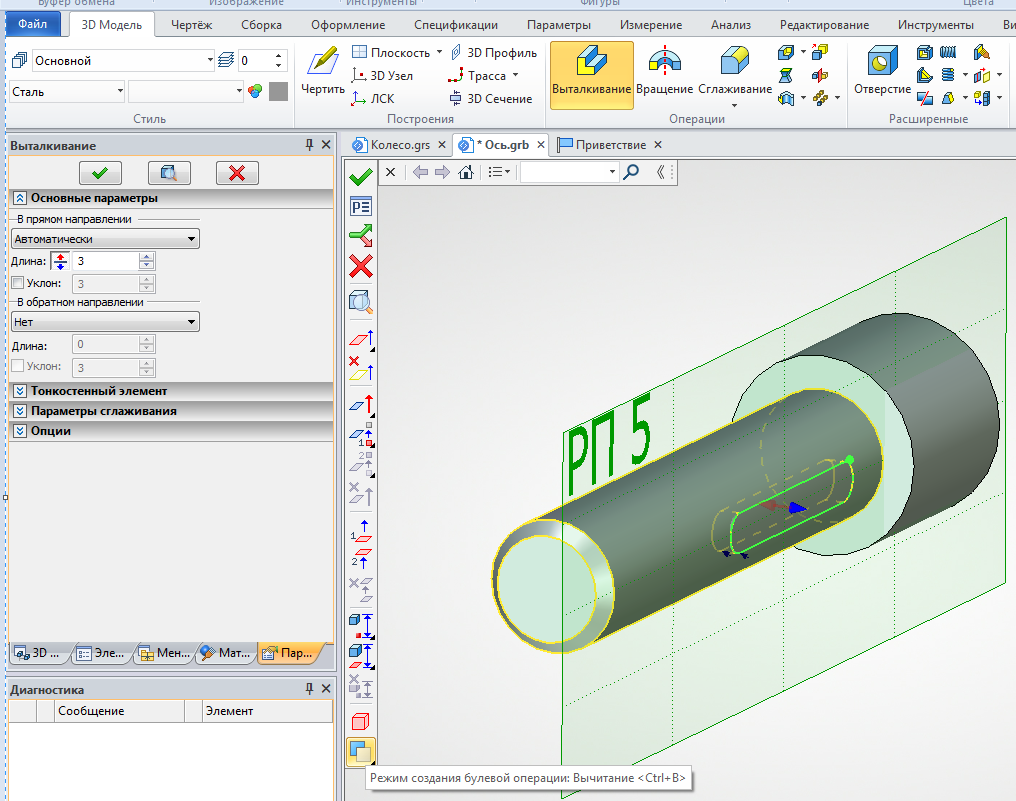 Буфер обмена Изображение Инструменты Фигуры Цвета
Файл 3D Модель Чертёж Сборка Оформление Спецификации Параметры Измерение Анализ Редактирование Инструменты Ви
Основной 0
Сталь
Стиль
Чертить
Плоскость
3D Узел
ЛСК
3D Профиль
Трасса
3D Сечение
Построения
Выталкивание Вращение Сглаживание
Операции
Отверстие
Расширенные
Выталкивание
Колесо.grs * Ось.grb Приветствие
Основные параметры
В прямом направлении
Автоматически
Длина: 3
Уклон: 3
В обратном направлении
Нет
Длина: 0
Уклон: 3
Тонкостенный элемент
Параметры сглаживания
Опции
3D ... Эле... Мен... Мат... Пар...
Диагностика
Сообщение Элемент
РП 5
Режим создания булевой операции: Вычитание <Ctrl+B>